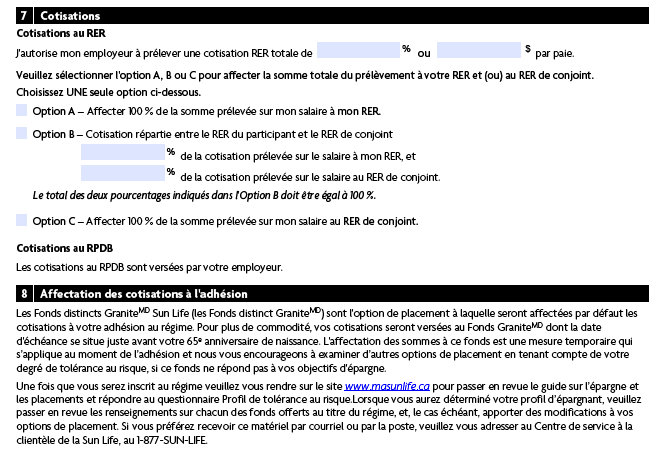 7 Cotisations
Cotisations au RER
J'autorise mon employeur à prélever une cotisation RER totale de % ou $ par paie.
Veuillez sélectionner l'option A, B ou C pour affecter la somme totale du prélèvement à votre RER et (ou) au RER de conjoint.
Choisissez UNE seule option ci-dessous.
Option A – Affecter 100 % de la somme prélevée sur mon salaire à mon RER.
Option B – Cotisation répartie entre le RER du participant et le RER de conjoint
% de la cotisation prélevée sur le salaire à mon RER, et
% de la cotisation prélevée sur le salaire au RER de conjoint.
Le total des deux pourcentages indiqués dans l'Option B doit être égal à 100 %.
Option C – Affecter 100 % de la somme prélevée sur mon salaire au RER de conjoint.
Cotisations au RPDB
Les cotisations au RPDB sont versées par votre employeur.
8 Affectation des cotisations à l'adhésion
Les Fonds distincts Granite^MD Sun Life (les Fonds distinct Granite^MD) sont l'option de placement à laquelle seront affectées par défaut les
cotisations à votre adhésion au régime. Pour plus de commodité, vos cotisations seront versées au Fonds Granite^MD dont la date
d'échéance se situe juste avant votre 65e anniversaire de naissance. L'affectation des sommes à ce fonds est une mesure temporaire qui
s'applique au moment de l'adhésion et nous vous encourageons à examiner d'autres options de placement en tenant compte de votre
degré de tolérance au risque, si ce fonds ne répond pas à vos objectifs d'épargne.
Une fois que vous serez inscrit au régime veuillez vous rendre sur le site www.masunlife.ca pour passer en revue le guide sur l'épargne et
les placements et répondre au questionnaire Profil de tolérance au risque.Lorsque vous aurez déterminé votre profil d'épargnant, veuillez
passer en revue les renseignements sur chacun des fonds offerts au titre du régime, et, le cas échéant, apporter des modifications à vos
options de placement. Si vous préférez recevoir ce matériel par courriel ou par la poste, veuillez vous adresser au Centre de service à la
clientèle de la Sun Life, au 1-877-SUN-LIFE.